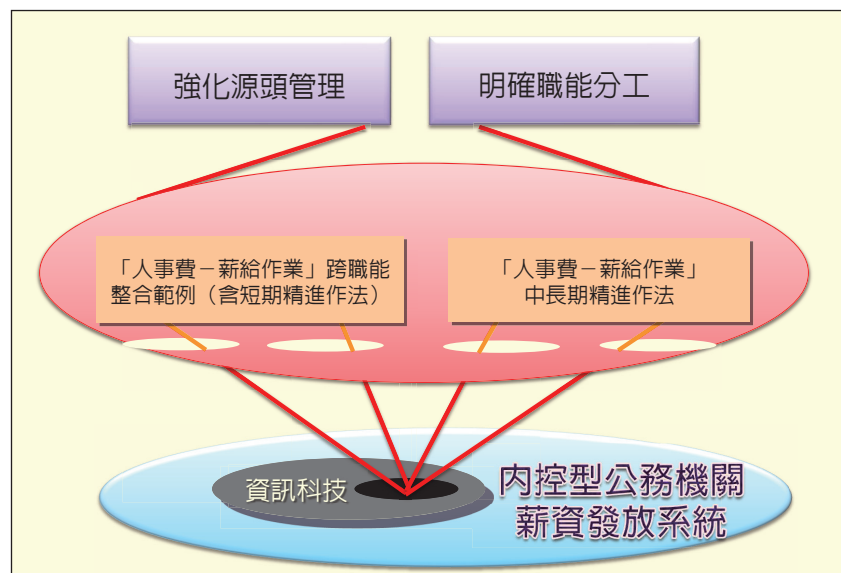 強化源頭管理
明確職能分工
「人事費－薪給作業」跨職能
整合範例（含短期精進作法）
「人事費－薪給作業」
中長期精進作法
資訊科技
內控型公務機關
薪資發放系統